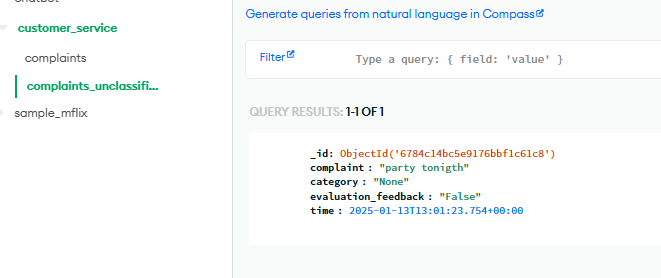 Generate queries from natural language in Compass
customer_service
complaints
complaints_unclassifi...
sample_mflix
Filter
Type a query: { field: 'value' }
QUERY RESULTS: 1-1 OF 1
_id: ObjectId('6784c14bc5e9176bbf1c61c8')
complaint : "party tonigth"
category : "None"
evaluation_feedback : "False"
time : 2025-01-13T13:01:23.754+00:00